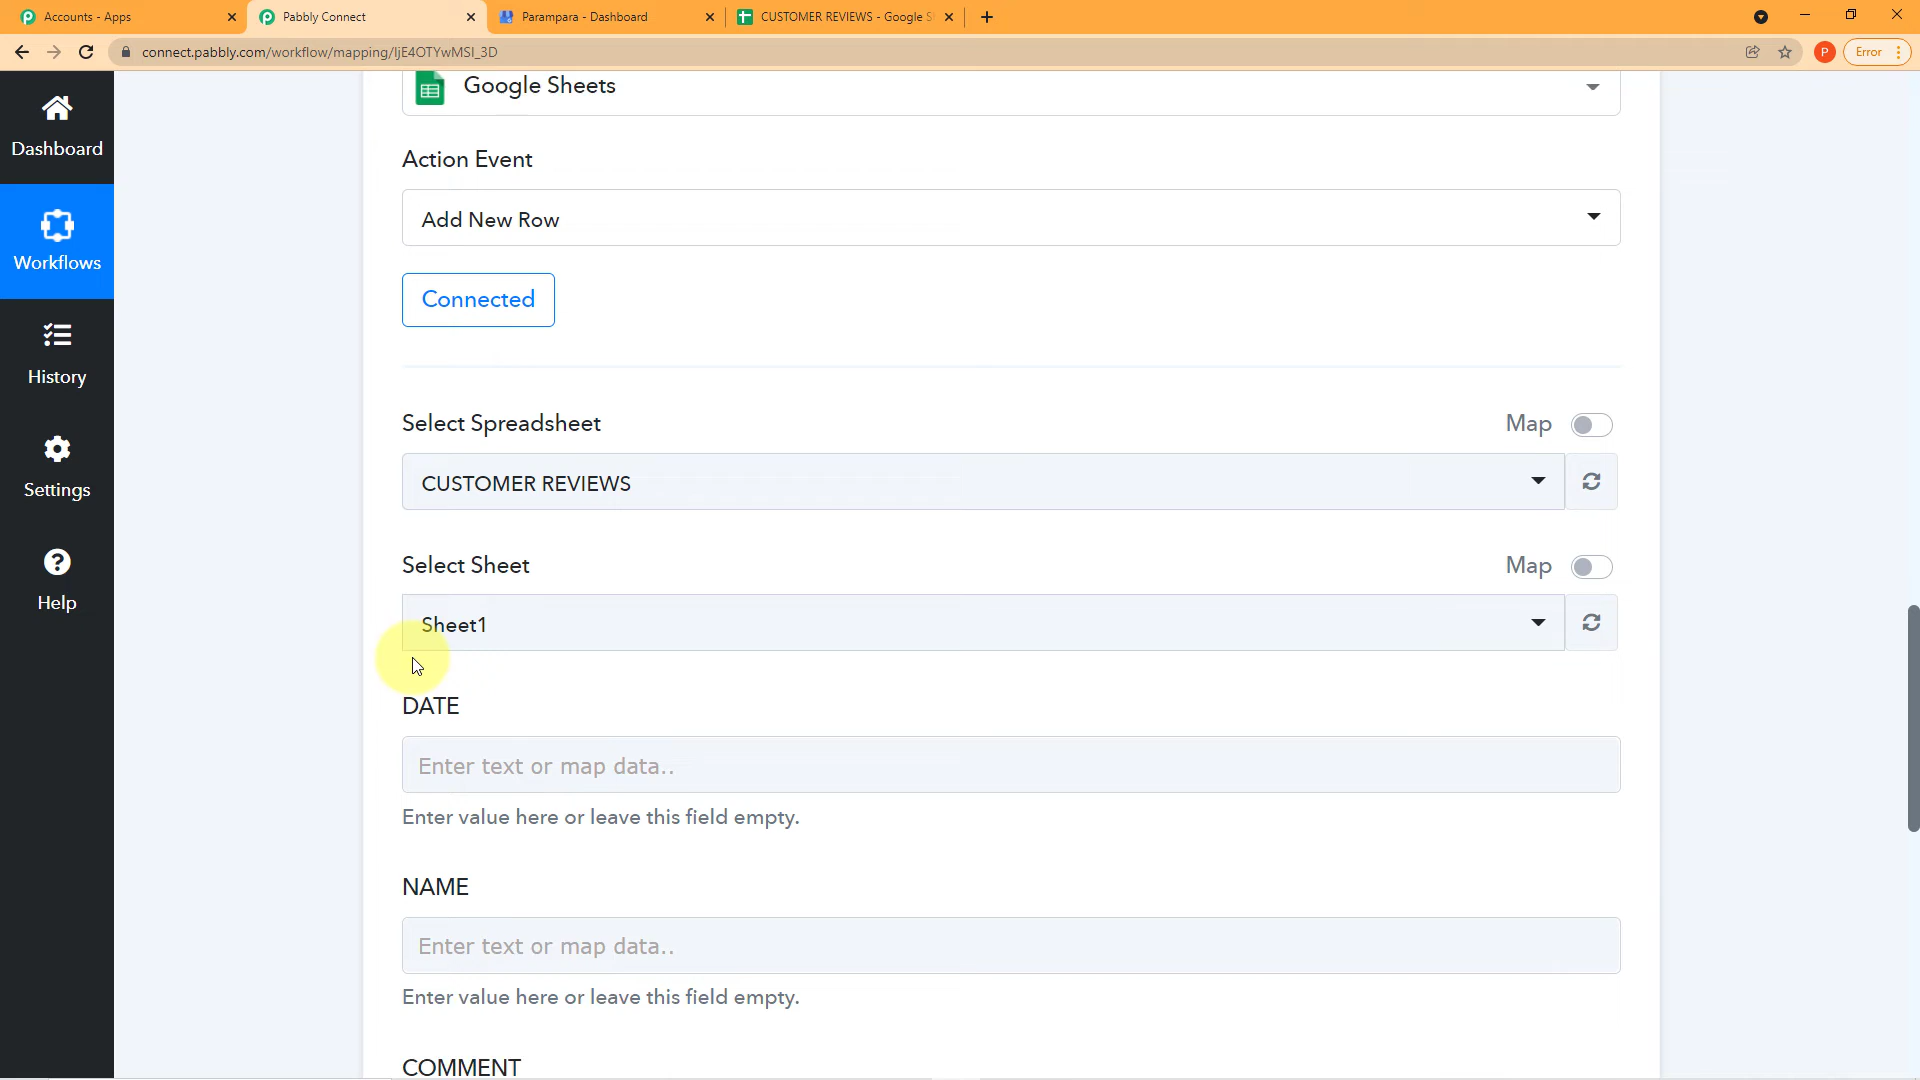 Accounts - Apps
Pabbly Connect
Parampara - Dashboard
CUSTOMER REVIEWS - Google S
connect.pabbly.com/workflow/mapping/IjE4OTYwMSI_3D
P
Error
Google Sheets
Dashboard
Action Event
Add New Row
Workflows
Connected
History
Select Spreadsheet
Map
CUSTOMER REVIEWS
Settings
Select Sheet
Map
Help
Sheet1
DATE
Enter text or map data..
Enter value here or leave this field empty.
NAME
Enter text or map data..
Enter value here or leave this field empty.
COMMENT